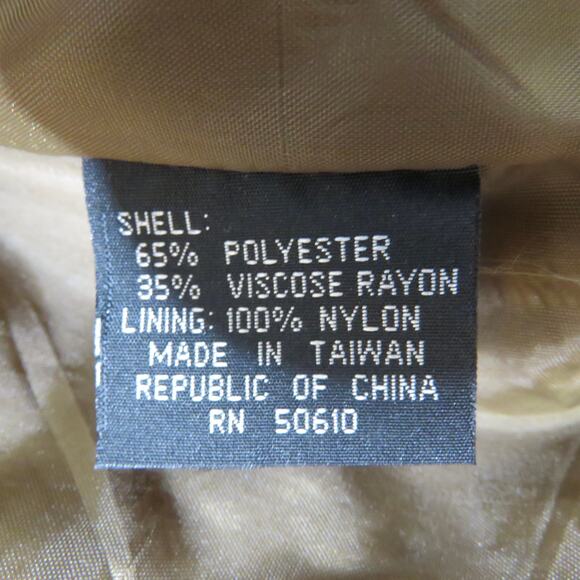 SHELL:
65% POLYESTER
35% VISCOSE RAYON
LINING: 100% NYLON
MADE IN TAIWAN
REPUBLIC OF CHINA
RN 50610